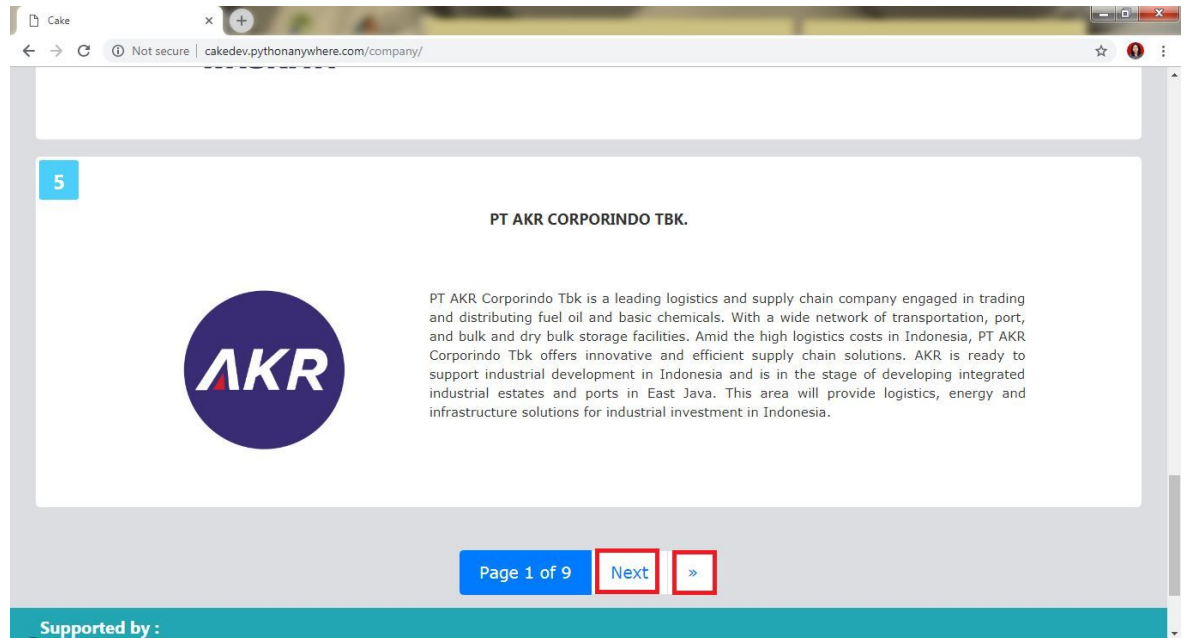 Cake
Not secure | cakedev.pythonanywhere.com/company/
5
PT AKR CORPORINDO TBK.
AKR
PT AKR Corporindo Tbk is a leading logistics and supply chain company engaged in trading
and distributing fuel oil and basic chemicals. With a wide network of transportation, port,
and bulk and dry bulk storage facilities. Amid the high logistics costs in Indonesia, PT AKR
Corporindo Tbk offers innovative and efficient supply chain solutions. AKR is ready to
support industrial development in Indonesia and is in the stage of developing integrated
industrial estates and ports in East Java. This area will provide logistics, energy and
infrastructure solutions for industrial investment in Indonesia.
Page 1 of 9 Next »
Supported by :